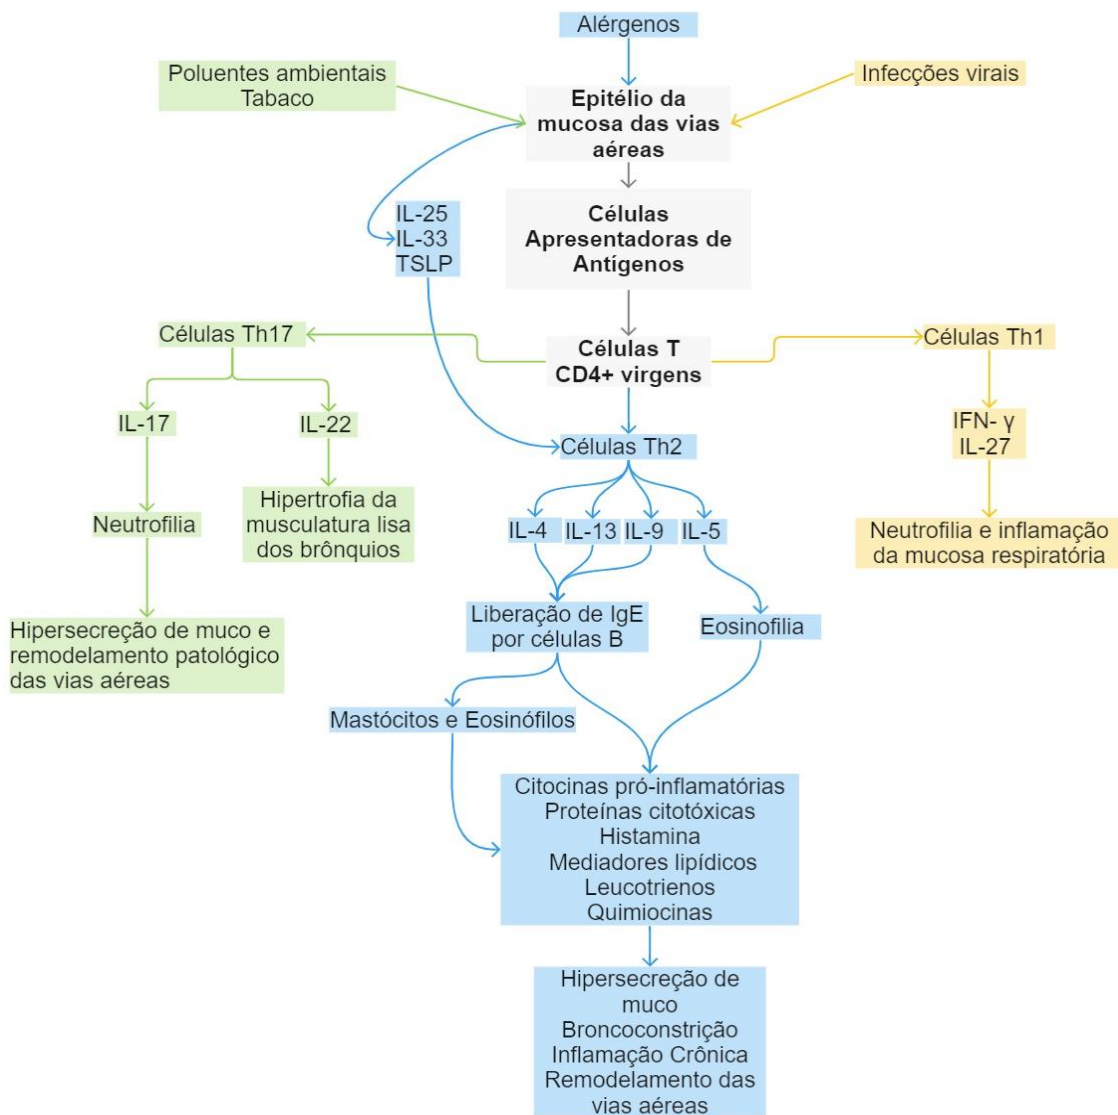 Alérgenos
Poluentes ambientais
Tabaco
Infecções virais
Epitélio da
mucosa das vias
aéreas
IL-25
IL-33
TSLP
Células
Apresentadoras de
Antígenos
Células Th17
Células T
CD4+ virgens
Células Th1
IL-17
IL-22
Células Th2
IFN- γ
IL-27
Neutrofilia
Hipertrofia da
musculatura lisa
dos brônquios
IL-4
IL-13
IL-9
IL-5
Neutrofilia e inflamação
da mucosa respiratória
Hipersecreção de muco e
remodelamento patológico
das vias aéreas
Liberação de IgE
por células B
Eosinofilia
Mastócitos e Eosinófilos
Citocinas pró-inflamatórias
Proteínas citotóxicas
Histamina
Mediadores lipídicos
Leucotrienos
Quimiocinas
Hipersecreção de
muco
Broncoconstrição
Inflamação Crônica
Remodelamento das
vias aéreas